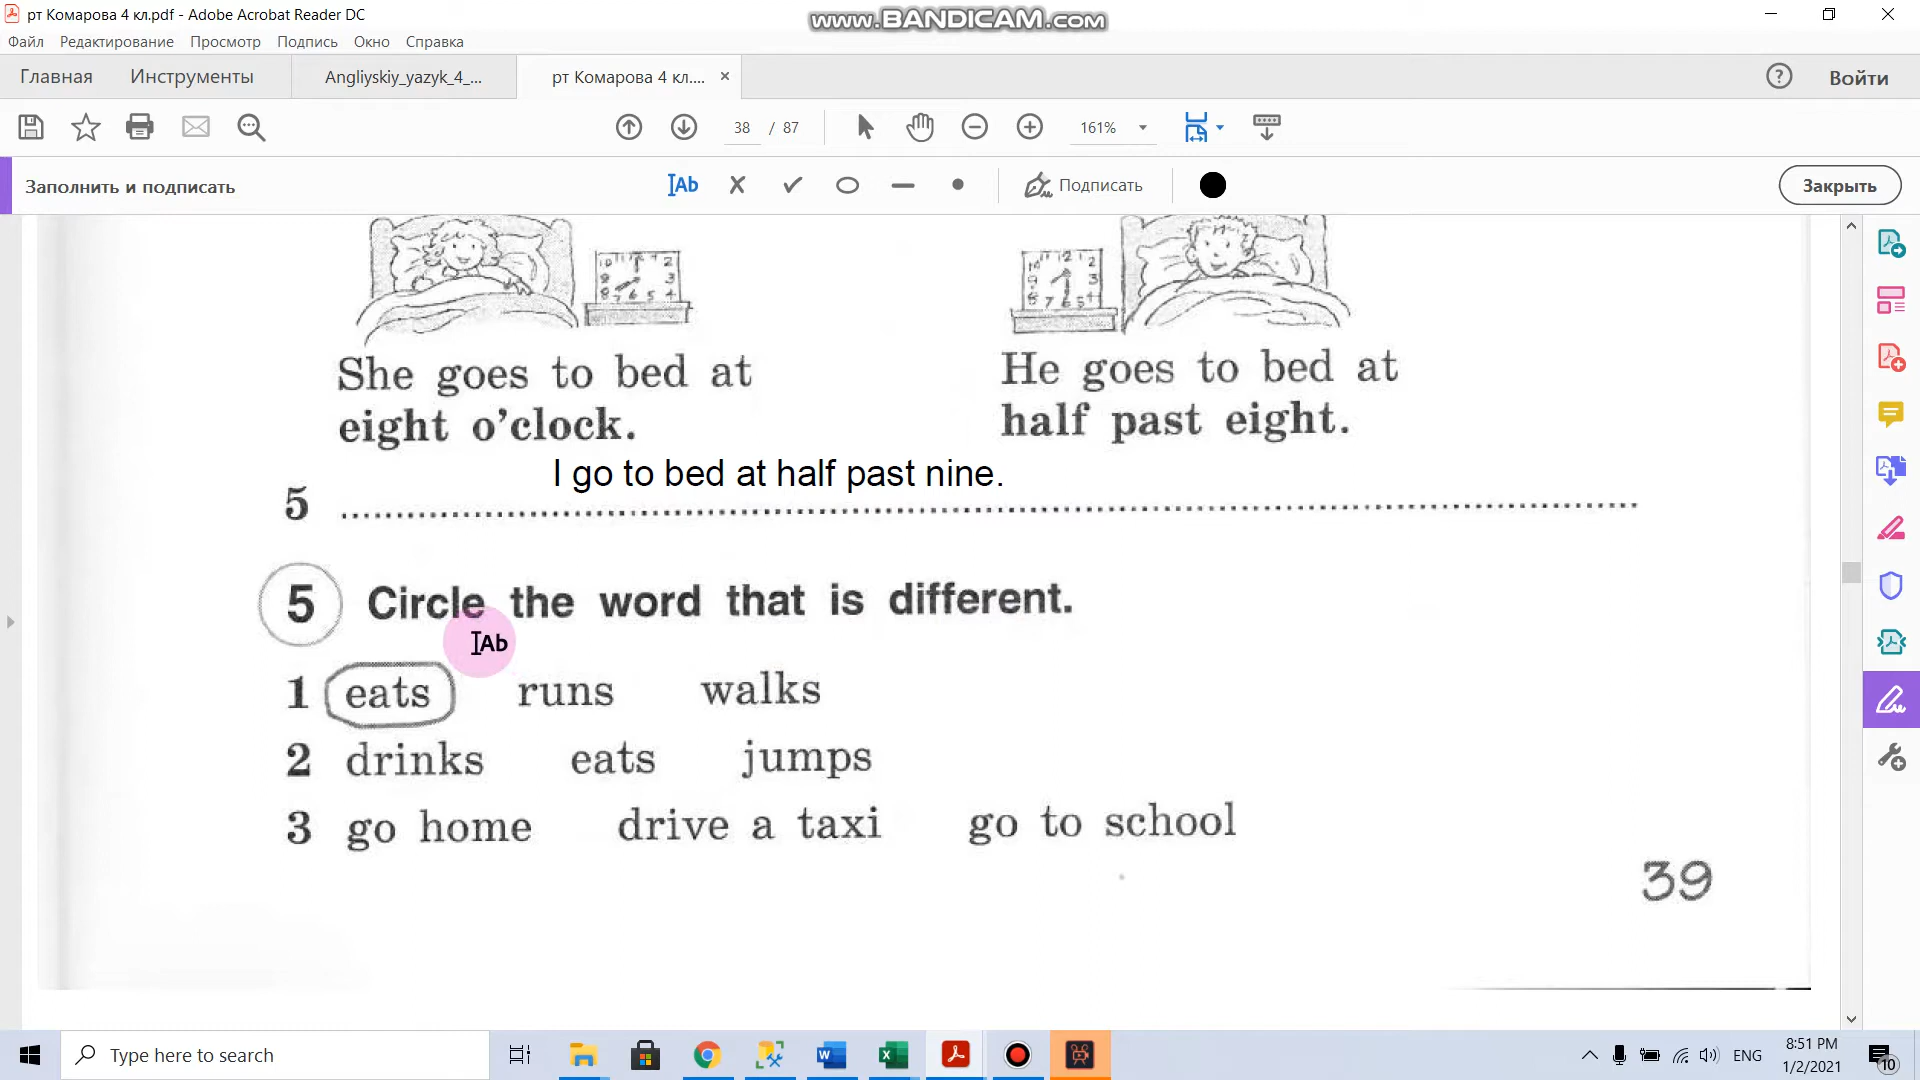 рт Комарова 4 кл.pdf - Adobe Acrobat Reader DC
www.BANDICAM.com
Файл Редактирование Просмотр Подпись Окно Справка
Главная Инструменты Angliyskiy_yazyk_4_... рт Комарова 4 кл.... × Войти
38 / 87 161%
Заполнить и подписать Ab Подписать Закрыть
She goes to bed at
eight o'clock.
He goes to bed at
half past eight.
I go to bed at half past nine.
5
5 Circle the word that is different.
Ab
1 eats runs walks
2 drinks eats jumps
3 go home drive a taxi go to school
39
Type here to search
ENG
8:51 PM
1/2/2021
10